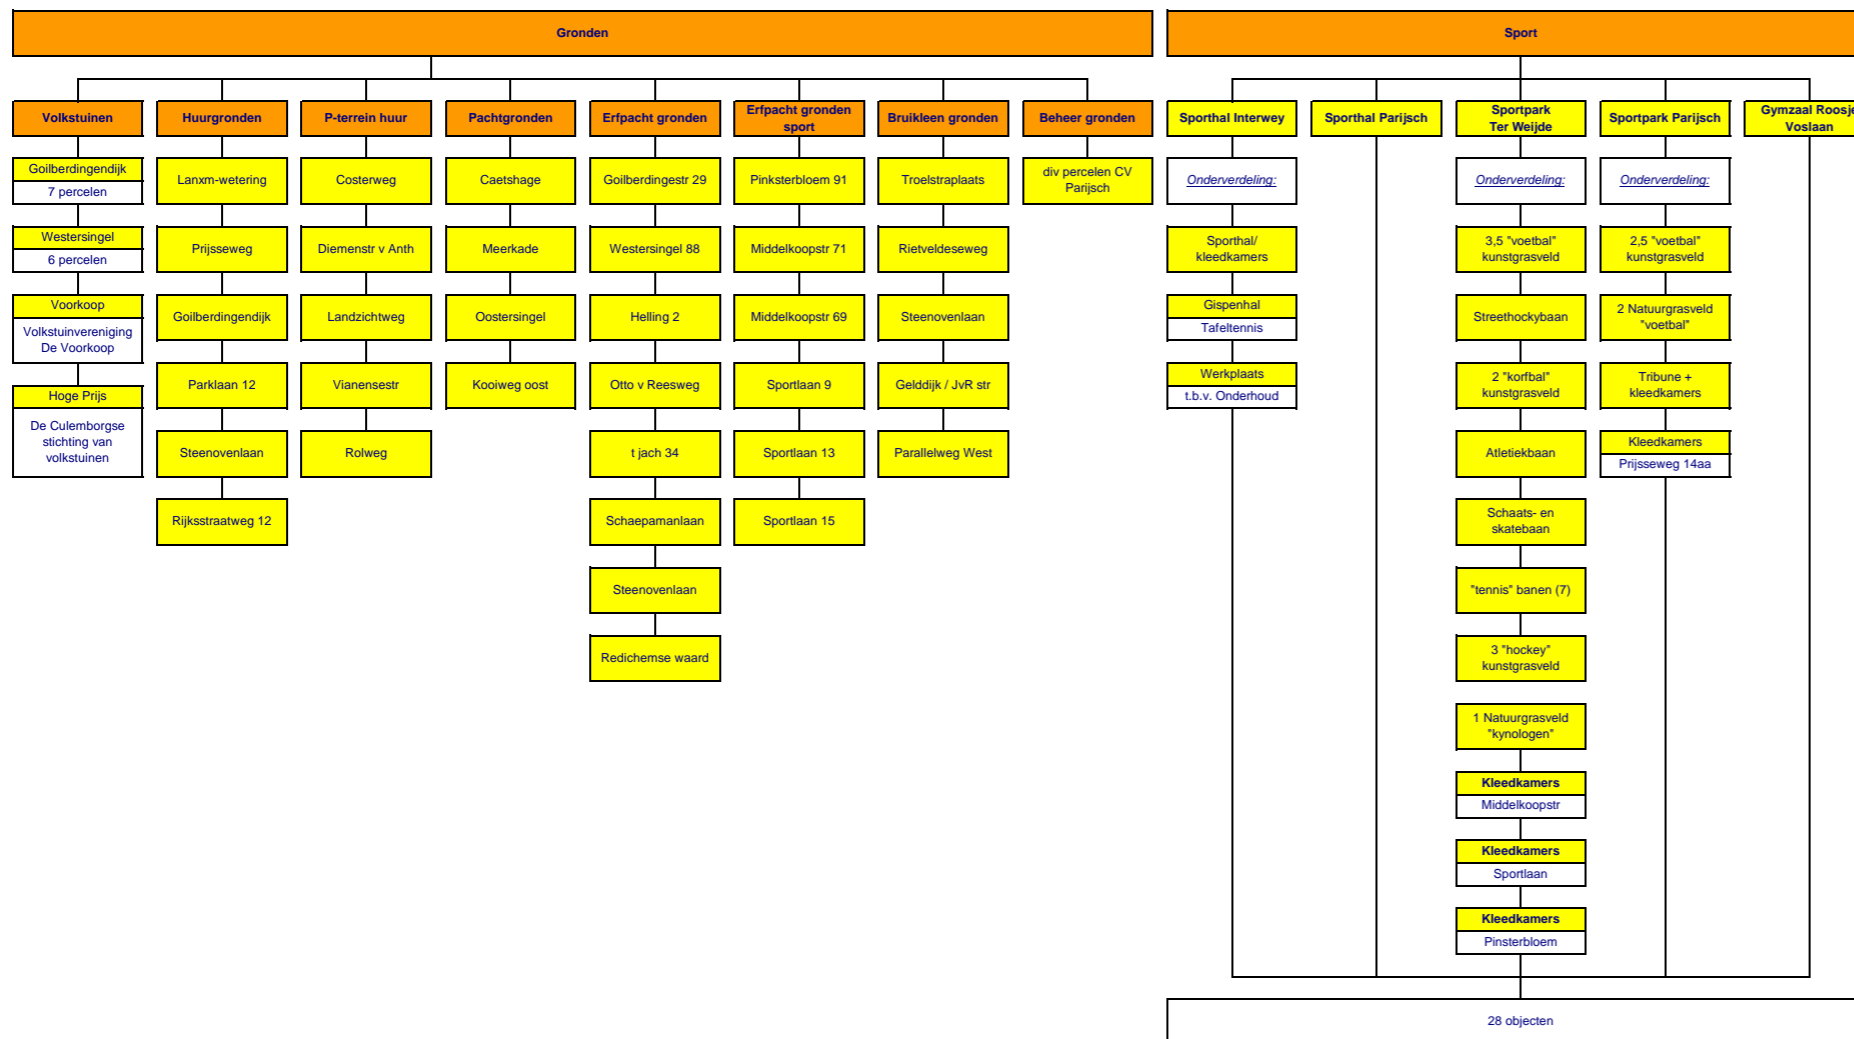 Gronden
Volkstuinen
Goilberdingendijk
7 percelen
Westersingel
6 percelen
Voorkoop
Volkstuinvereniging
De Voorkoop
Hoge Prijs
De Culemborgse
stichting van
volkstuinen
Huurgronden
Lanxm-wetering
Prijsseweg
Goilberdingendijk
Parklaan 12
Steenovenlaan
Rijksstraatweg 12
P-terrein huur
Costerweg
Diemenstr v Anth
Landzichtweg
Vianensestr
Rolweg
Pachtgronden
Caetshage
Meerkade
Oostersingel
Kooiweg oost
Erfpacht gronden
Goilberdingestr 29
Westersingel 88
Helling 2
Otto v Reesweg
t jach 34
Schaepamanlaan
Steenovenlaan
Redichemse waard
Erfpacht gronden
sport
Pinksterbloem 91
Middelkoopstr 71
Middelkoopstr 69
Sportlaan 9
Sportlaan 13
Sportlaan 15
Bruikleen gronden
Troelstraplaats
Rietveldeseweg
Steenovenlaan
Gelddijk / JvR str
Parallelweg West
Beheer gronden
div percelen CV
Parijsch
Sport
Sporthal Interwey
Onderverdeling:
Sporthal/
kleedkamers
Gispenhal
Tafeltennis
Werkplaats
t.b.v. Onderhoud
Sporthal Parijsch
Sportpark
Ter Weijde
Onderverdeling:
3,5 "voetbal"
kunstgrasveld
Streethockybaan
2 "korfbal"
kunstgrasveld
Atletiekbaan
Schaats- en
skatebaan
"tennis" banen (7)
3 "hockey"
kunstgrasveld
1 Natuurgrasveld
"kynologen"
Kleedkamers
Middelkoopstr
Kleedkamers
Sportlaan
Kleedkamers
Pinsterbloem
Sportpark Parijsch
Onderverdeling:
2,5 "voetbal"
kunstgrasveld
2 Natuurgrasveld
"voetbal"
Tribune +
kleedkamers
Kleedkamers
Prijsseweg 14aa
Gymzaal Roosje
Voslaan
28 objecten